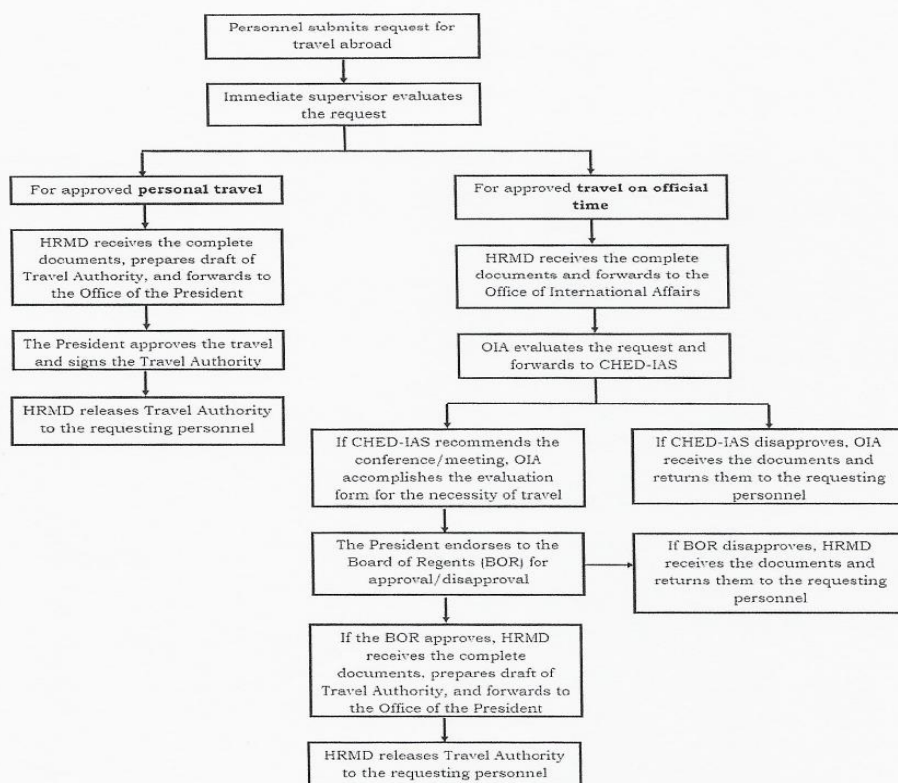 Personnel submits request for
travel abroad
Immediate supervisor evaluates
the request
For approved personal travel
HRMD receives the complete
documents, prepares draft of
Travel Authority, and forwards to
the Office of the President
The President approves the travel
and signs the Travel Authority
HRMD releases Travel Authority
to the requesting personnel
For approved travel on official
time
HRMD receives the complete
documents and forwards to the
Office of International Affairs
OIA evaluates the request and
forwards to CHED-IAS
If CHED-IAS recommends the
conference/meeting, OIA
accomplishes the evaluation
form for the necessity of travel
If CHED-IAS disapproves, OIA
receives the documents and
returns them to the requesting
personnel
The President endorses to the
Board of Regents (BOR) for
approval/disapproval
If BOR disapproves, HRMD
receives the documents and
returns them to the requesting
personnel
If the BOR approves, HRMD
receives the complete
documents, prepares draft of
Travel Authority, and forwards to
the Office of the President
HRMD releases Travel Authority
to the requesting personnel